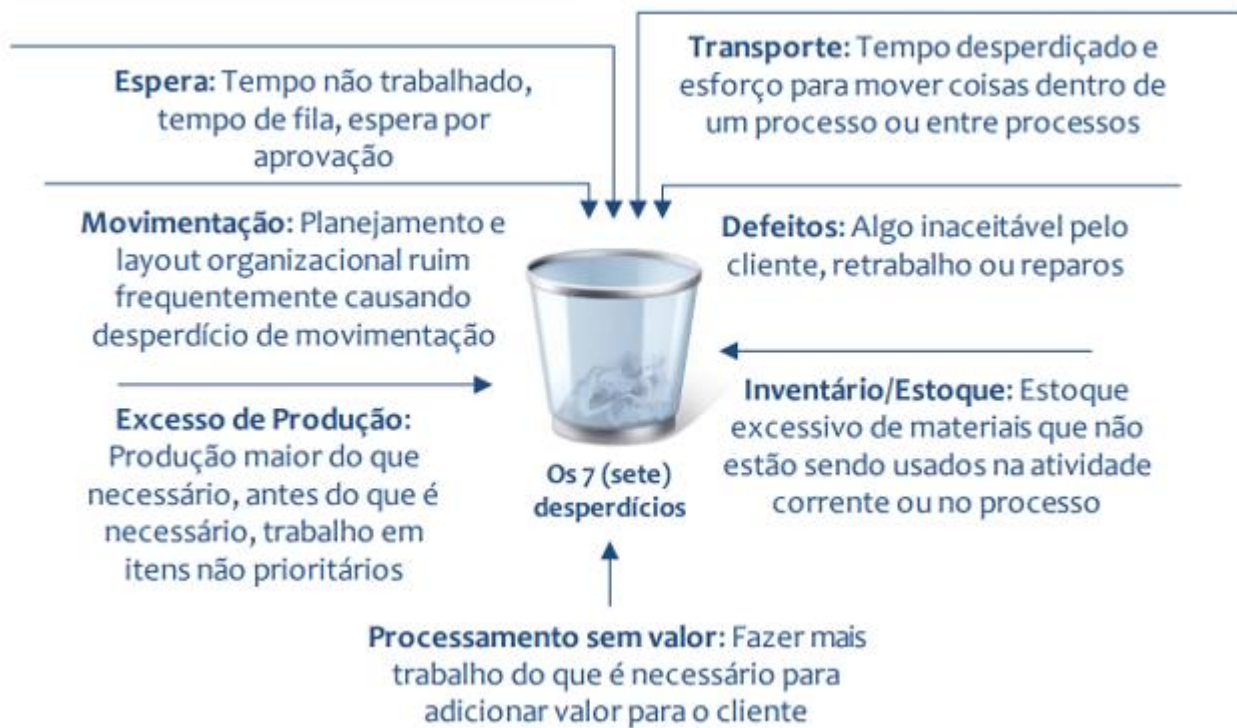 Espera: Tempo não trabalhado,
tempo de fila, espera por
aprovação
Transporte: Tempo desperdiçado e
esforço para mover coisas dentro de
um processo ou entre processos
Movimentação: Planejamento e
layout organizacional ruim
frequentemente causando
desperdício de movimentação
Defeitos: Algo inaceitável pelo
cliente, retrabalho ou reparos
Excesso de Produção:
Produção maior do que
necessário, antes do que é
necessário, trabalho em
itens não prioritários
Inventário/Estoque: Estoque
excessivo de materiais que não
estão sendo usados na atividade
corrente ou no processo
Os 7 (sete)
desperdícios
Processamento sem valor: Fazer mais
trabalho do que é necessário para
adicionar valor para o cliente